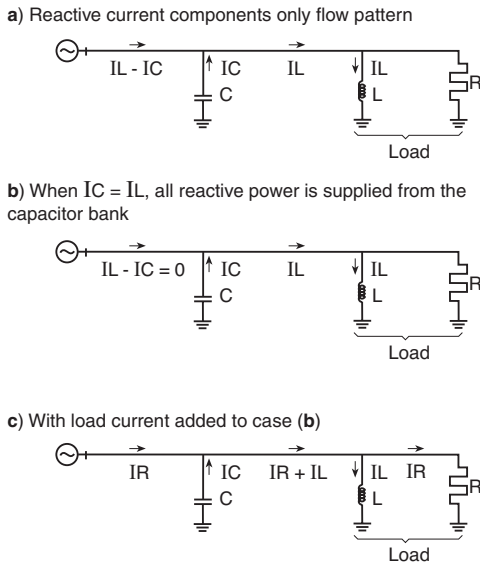 a) Reactive current components only flow pattern
IL - IC
IC
IL
IL
C
L
R
Load
b) When IC = IL, all reactive power is supplied from the
capacitor bank
IL - IC = 0
IC
IL
IL
C
L
R
Load
c) With load current added to case (b)
IR
IC
IR + IL
IL
IR
C
L
R
Load